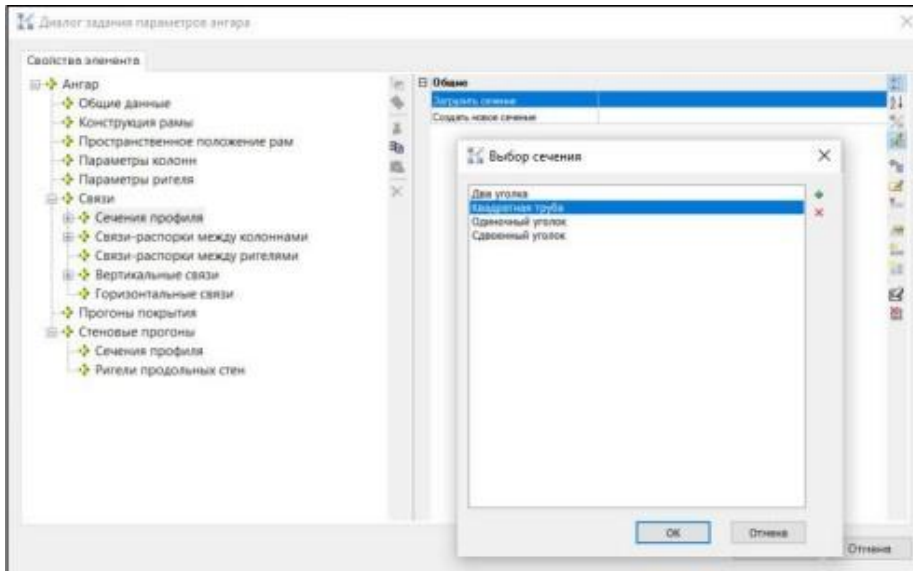 Диалог задания параметров ангара
Свойства элемента
Ангар
Общие данные
Конструкция рамы
Пространственное положение рам
Параметры колонн
Параметры ригеля
Связи
Сечения профиля
Связи-распорки между колоннами
Связи-распорки между ригелями
Вертикальные связи
Горизонтальные связи
Прогоны покрытия
Стеновые прогоны
Сечения профиля
Ригели продольных стен
Общие
Загрузить сечение
Создать новое сечение
Выбор сечения
Два уголка
Квадратная труба
Одиночный уголок
Сдвоенный уголок
ОК
Отмена
Отмена